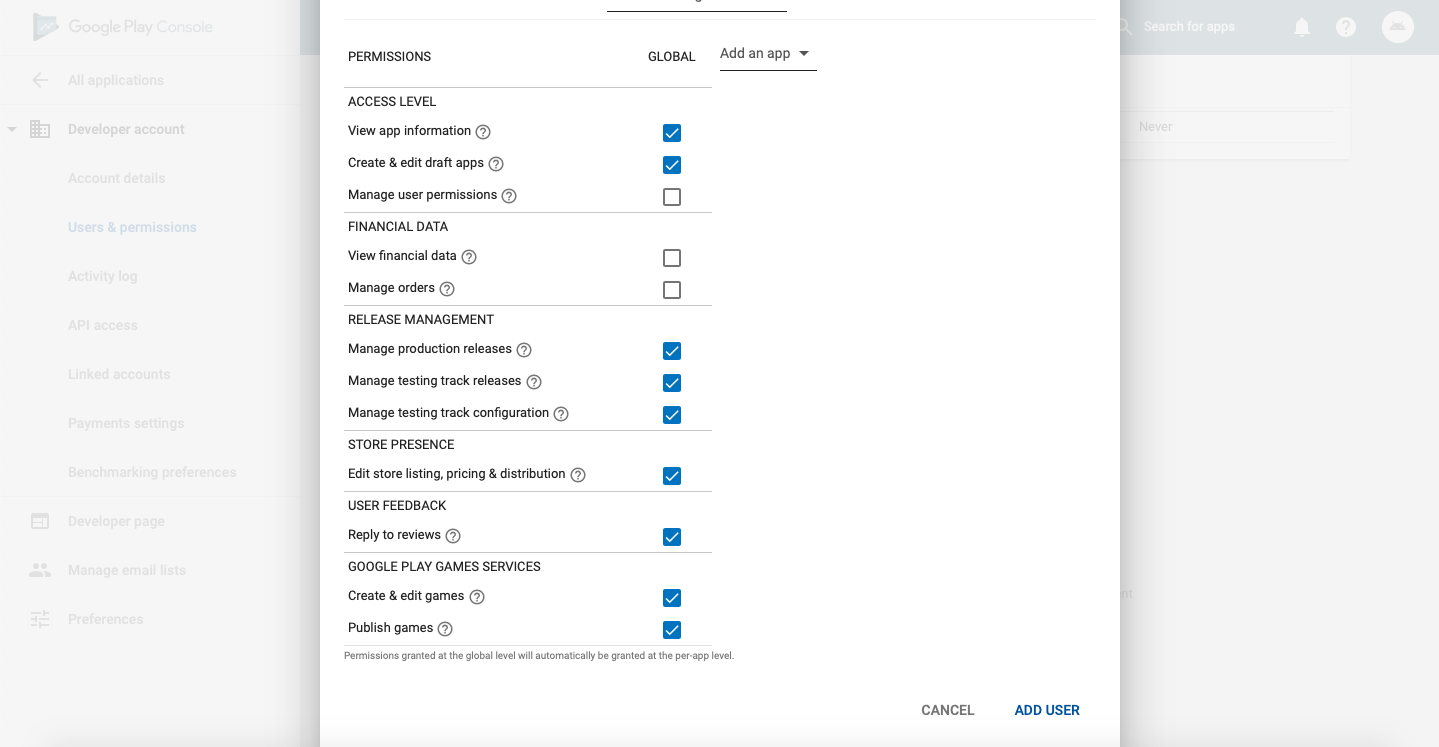 Google Play Console
Search for apps
All applications
Developer account
Account details
Users & permissions
Activity log
API access
Linked accounts
Payments settings
Benchmarking preferences
Developer page
Manage email lists
Preferences
PERMISSIONS GLOBAL Add an app
ACCESS LEVEL
View app information
Create & edit draft apps
Manage user permissions
FINANCIAL DATA
View financial data
Manage orders
RELEASE MANAGEMENT
Manage production releases
Manage testing track releases
Manage testing track configuration
STORE PRESENCE
Edit store listing, pricing & distribution
USER FEEDBACK
Reply to reviews
GOOGLE PLAY GAMES SERVICES
Create & edit games
Publish games
Permissions granted at the global level will automatically be granted at the per-app level.
CANCEL ADD USER
Never